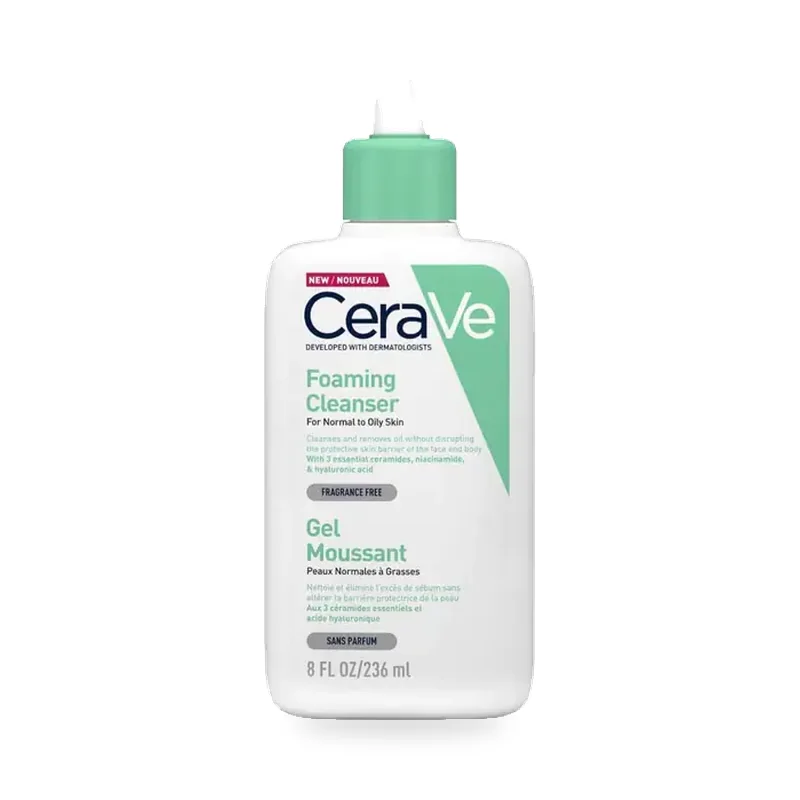 NEW / NOUVEAU
CeraVe
DEVELOPED WITH DERMATOLOGISTS
Foaming
Cleanser
For Normal to Oily Skin
Cleanses and removes oil without disrupting
the protective skin barrier of the face and body
With 3 essential ceramides, niacinamide,
& hyaluronic acid
FRAGRANCE FREE
Gel
Moussant
Peaux Normales à Grasses
Nettoie et élimine l'excès de sébum sans
altérer la barrière protectrice de la peau
Aux 3 céramides essentiels et
acide hyaluronique
SANS PARFUM
8 FL OZ/236 ml